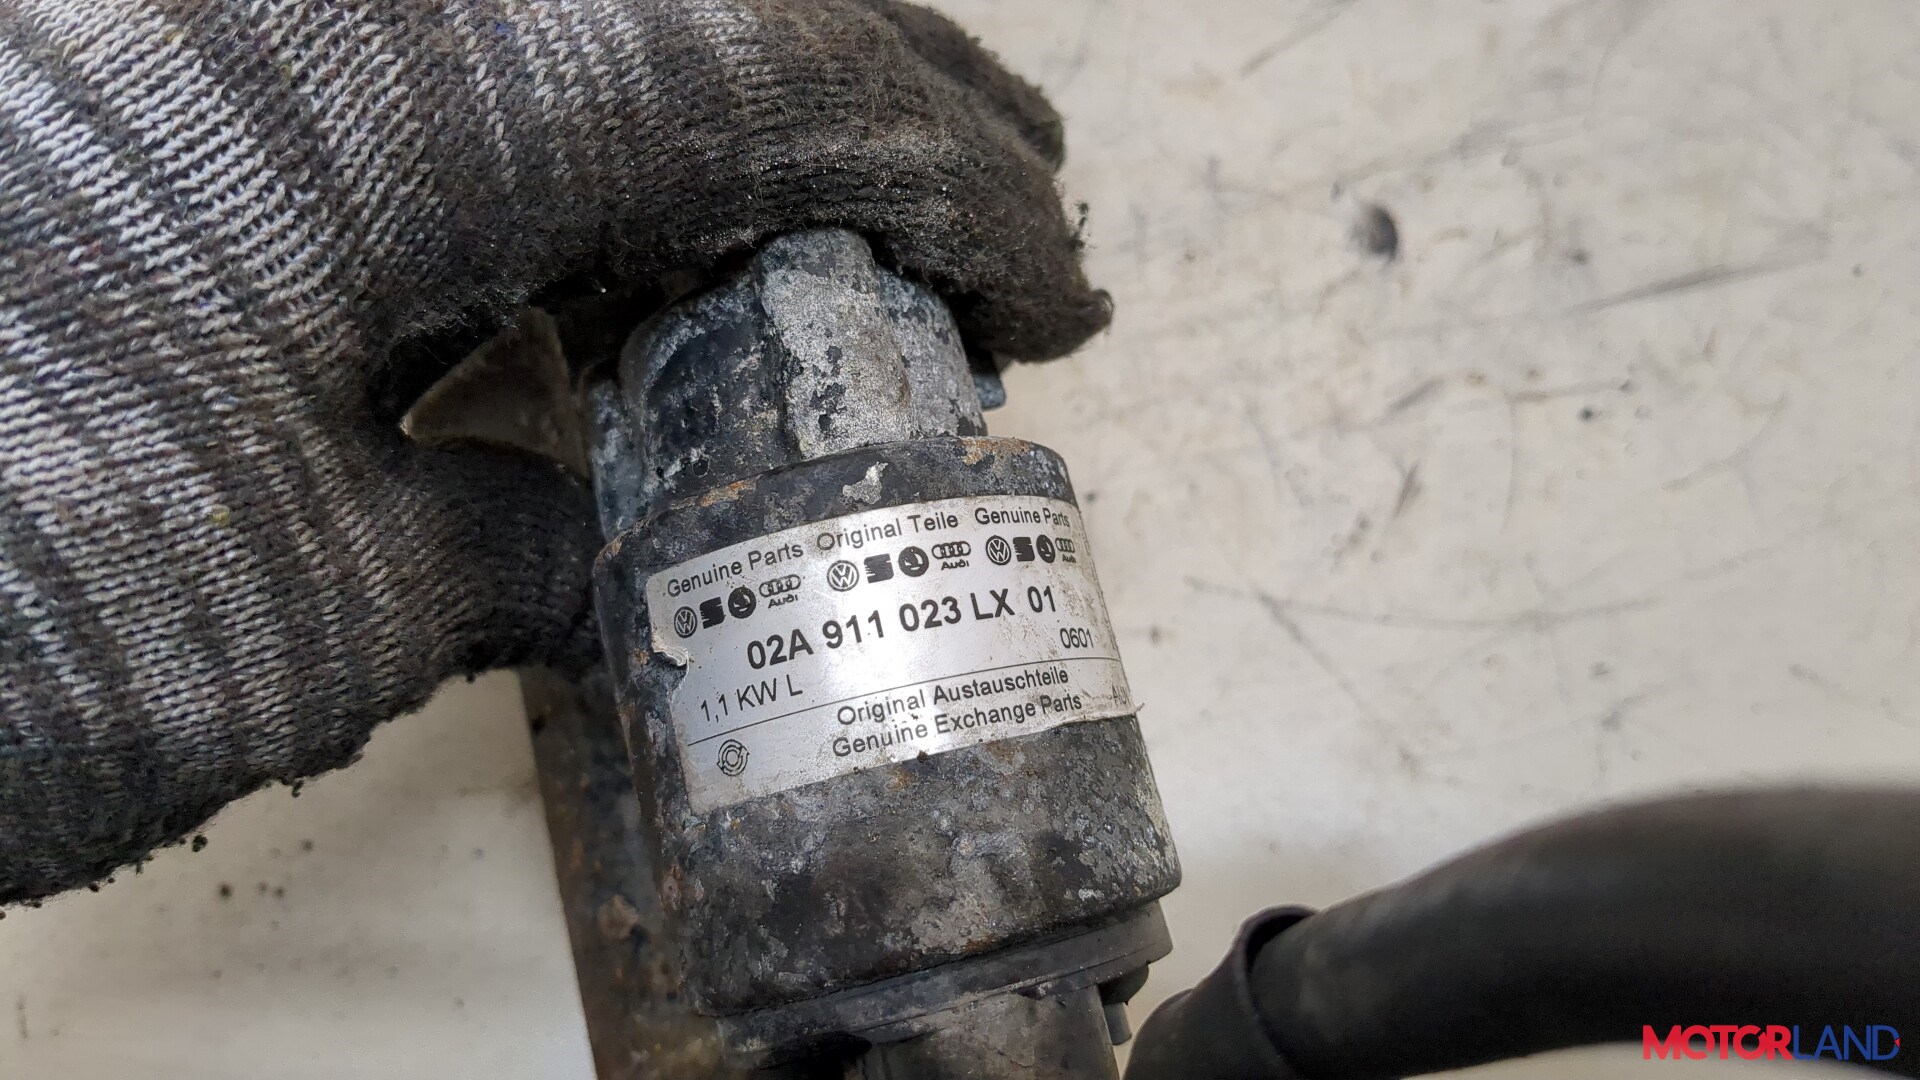 Genuine Parts Original Teile Genuine Parts
Audi Audi Audi
02A 911 023 LX 01
1,1 KW L 0601
Original Austauschteile
Genuine Exchange Parts
MOTORLAND